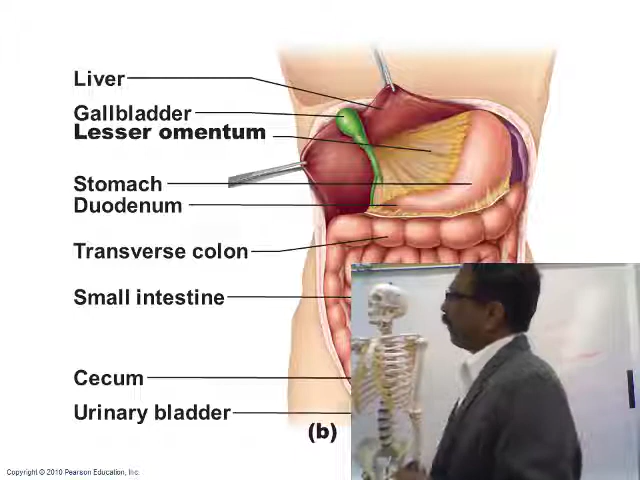 Liver
Gallbladder
Lesser omentum
Stomach
Duodenum
Transverse colon
Small intestine
Cecum
Urinary bladder
(b)
Copyright © 2010 Pearson Education, Inc.